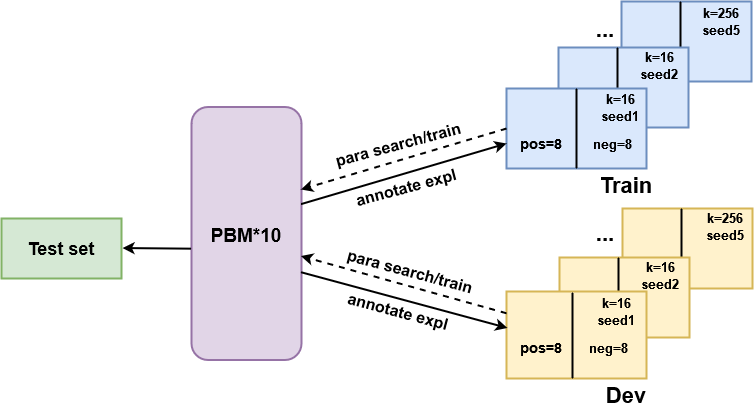 k=256
seed5
...
k=16
seed2
k=16
seed1
pos=8
neg=8
Train
para search/train
annotate expl
PBM*10
Test set
para search/train
annotate expl
k=256
seed5
...
k=16
seed2
k=16
seed1
pos=8
neg=8
Dev